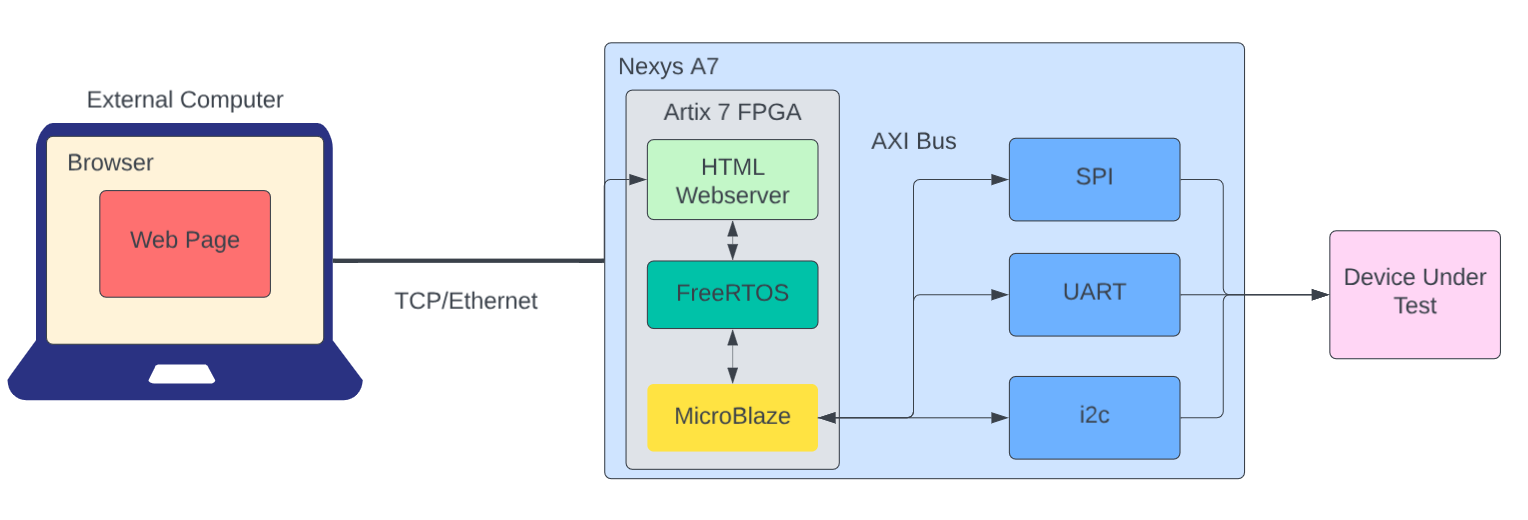 External Computer
Browser
Web Page
TCP/Ethernet
Nexys A7
Artix 7 FPGA
HTML
Webserver
FreeRTOS
MicroBlaze
AXI Bus
SPI
UART
i2c
Device Under
Test